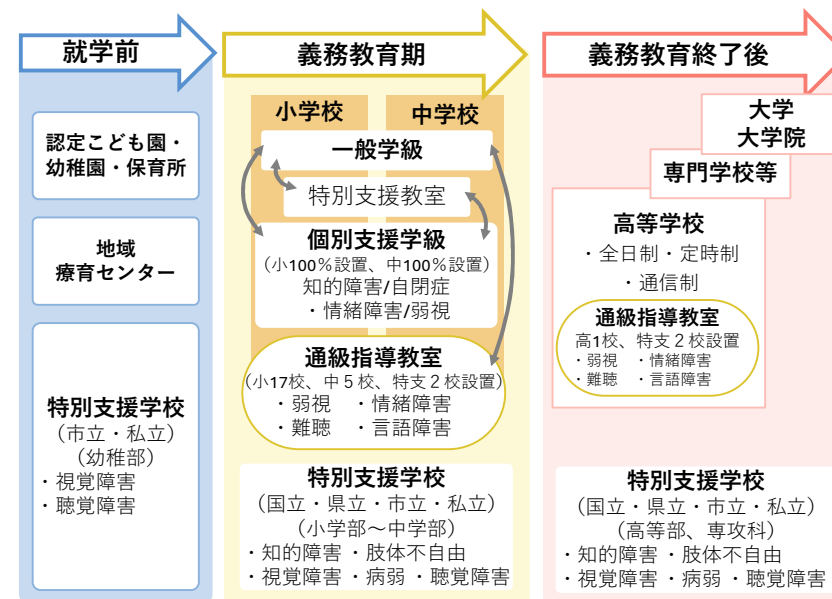 就学前
認定こども園・
幼稚園・保育所
地域
療育センター
特別支援学校
（市立・私立）
（幼稚部）
・視覚障害
・聴覚障害
義務教育期
小学校
中学校
一般学級
特別支援教室
個別支援学級
（小100％設置、中100％設置）
知的障害/自閉症
・情緒障害/弱視
通級指導教室
（小17校、中５校、特支２校設置）
・弱視 ・情緒障害
・難聴 ・言語障害
特別支援学校
（国立・県立・市立・私立）
（小学部～中学部）
・知的障害 ・肢体不自由
・視覚障害 ・病弱 ・聴覚障害
義務教育終了後
大学
大学院
専門学校等
高等学校
・全日制・定時制
・通信制
通級指導教室
高1校、特支２校設置
・弱視 ・情緒障害
・難聴 ・言語障害
特別支援学校
（国立・県立・市立・私立）
（高等部、専攻科）
・知的障害 ・肢体不自由
・視覚障害 ・病弱 ・聴覚障害